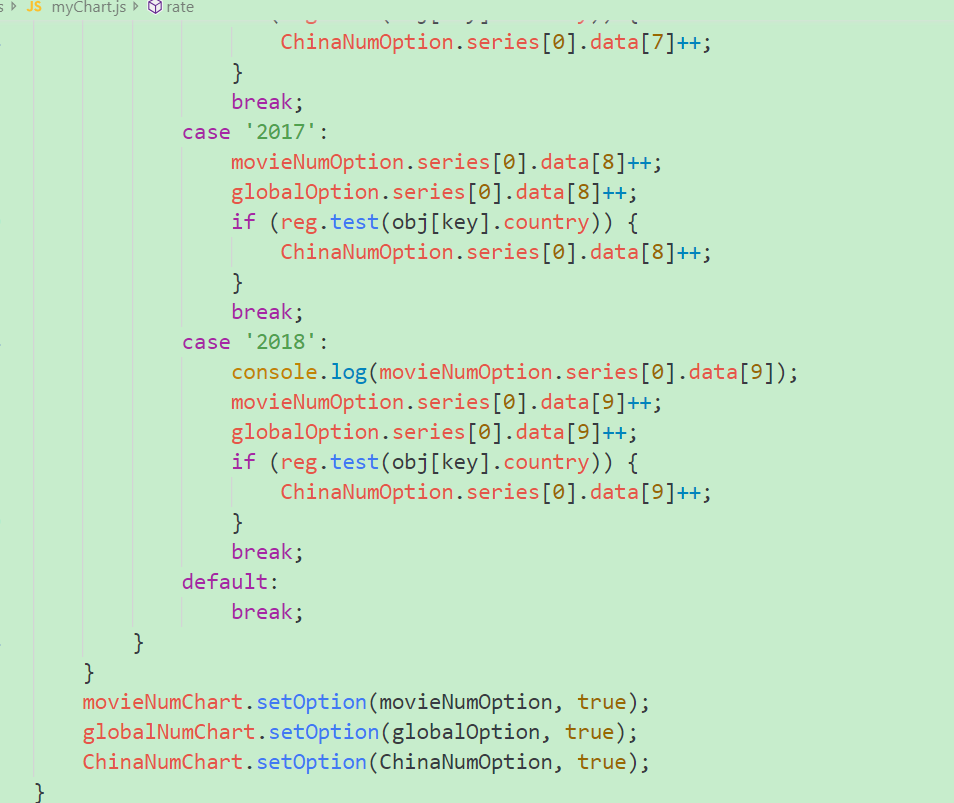 s JS myChart.js rate
ChinaNumOption.series[0].data[7]++;
}
break;
case '2017':
movieNumOption.series[0].data[8]++;
globalOption.series[0].data[8]++;
if (reg.test(obj[key].country)) {
ChinaNumOption.series[0].data[8]++;
}
break;
case '2018':
console.log(movieNumOption.series[0].data[9]);
movieNumOption.series[0].data[9]++;
globalOption.series[0].data[9]++;
if (reg.test(obj[key].country)) {
ChinaNumOption.series[0].data[9]++;
}
break;
default:
break;
}
}
movieNumChart.setOption(movieNumOption, true);
globalNumChart.setOption(globalOption, true);
ChinaNumChart.setOption(ChinaNumOption, true);
}